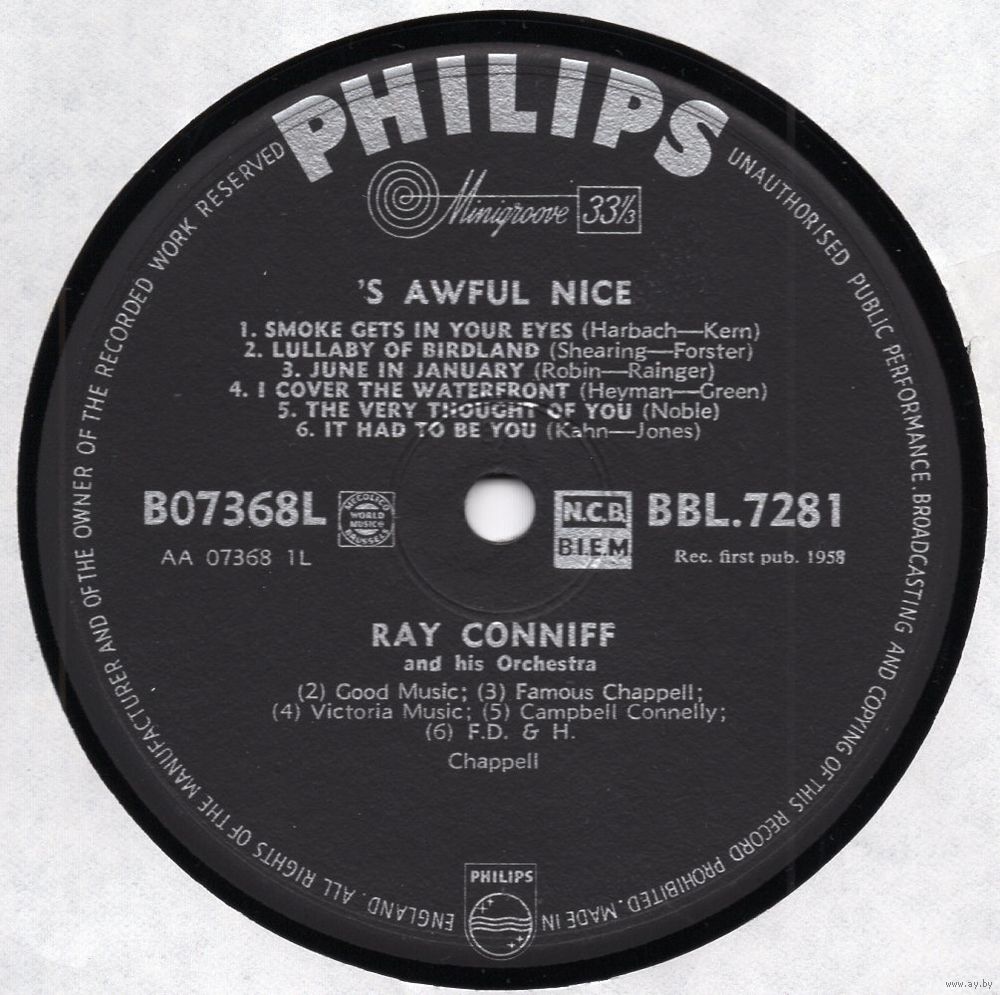 PHILIPS
Minigroove 33⅓
'S AWFUL NICE
1. SMOKE GETS IN YOUR EYES (Harbach—Kern)
2. LULLABY OF BIRDLAND (Shearing—Forster)
3. JUNE IN JANUARY (Robin—Rainger)
4. I COVER THE WATERFRONT (Heyman—Green)
5. THE VERY THOUGHT OF YOU (Noble)
6. IT HAD TO BE YOU (Kahn—Jones)
B07368L
AA 07368 1L
MECOLICO
WORLD
MUSIC
BRUSSELS
N.C.B.
B.I.E.M
BBL.7281
Rec. first pub. 1958
RAY CONNIFF
and his Orchestra
(2) Good Music; (3) Famous Chappell;
(4) Victoria Music; (5) Campbell Connelly;
(6) F.D. & H.
Chappell
PHILIPS
ALL RIGHTS OF THE MANUFACTURER AND OF THE OWNER OF THE RECORDED WORK RESERVED
UNAUTHORISED PUBLIC PERFORMANCE, BROADCASTING AND COPYING OF THIS RECORD PROHIBITED. MADE IN ENGLAND.
www.ay.by